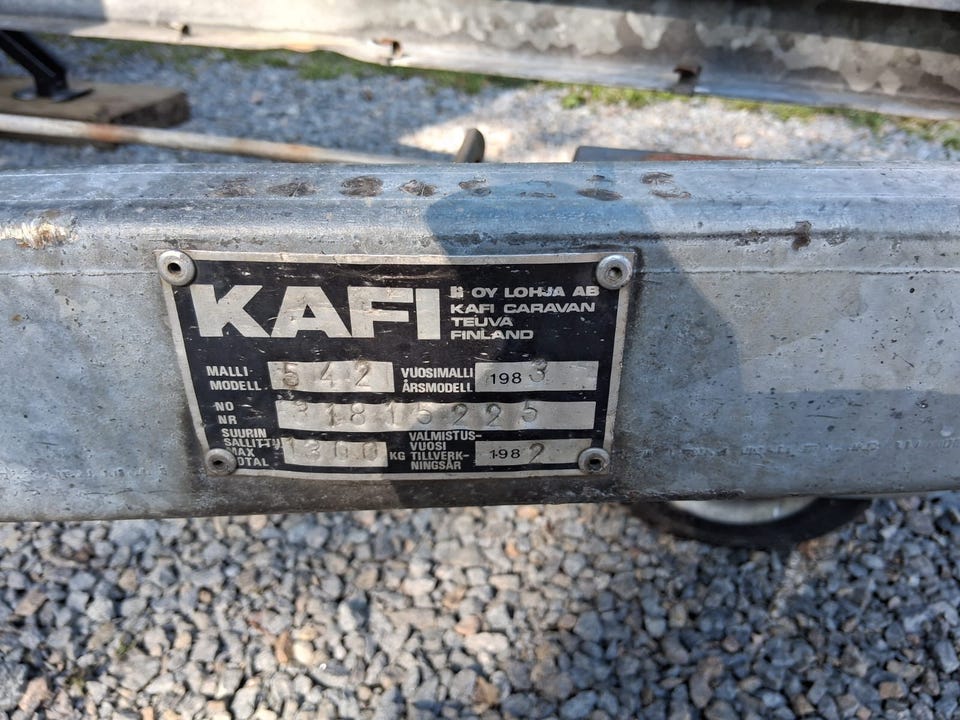 KAFI
OY LOHJA AB
KAFI CARAVAN
TEUVA
FINLAND
MALLI-
MODELL 542
VUOSIMALLI
ÅRSMODELL 1983
NO
NR 31815225
SUURIN
SALLITTU
MAX
TOTAL 1300 KG
VALMISTUS-
VUOSI
TILLVERK-
NINGSÅR 1982